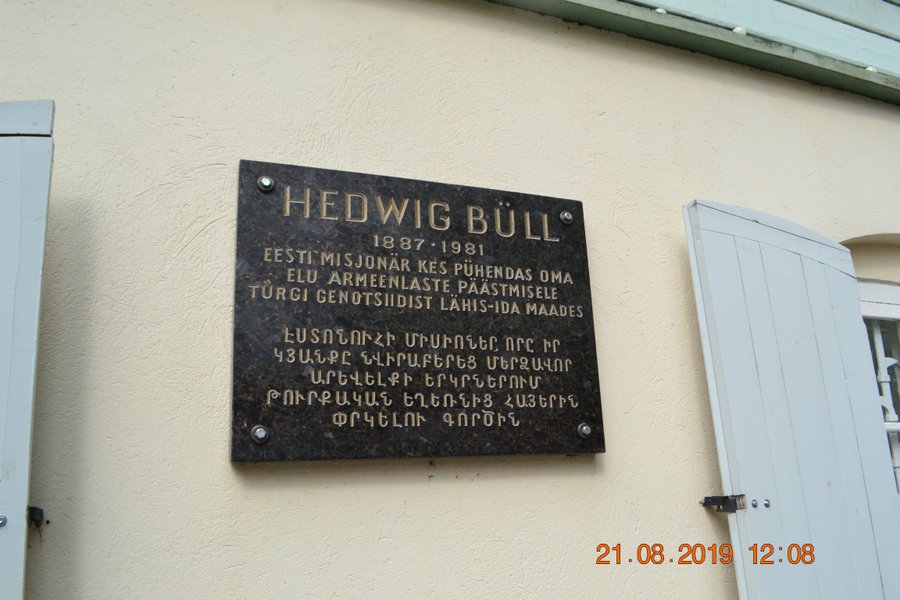 HEDWIG BÜLL
1887·1981
EESTI MISJONÄR KES PÜHENDAS OMA
ELU ARMEENLASTE PÄÄSTMISELE
TÜRGI GENOTSIIDIST LÄHIS-IDA MAADES
ԷՍՏՈՆՈՒՀԻ ՄԻՍԻՈՆԵՐ ՈՐԸ ԻՐ
ԿՅԱՆՔԸ ՆՎԻՐԱԲԵՐԵՑ ՄԵՐՁԱՎՈՐ
ԱՐԵՎԵԼՔԻ ԵՐԿՐՆԵՐՈՒՄ
ԹՈՒՐՔԱԿԱՆ ԵՂԵՌՆԻՑ ՀԱՅԵՐԻՆ
ՓՐԿԵԼՈՒ ԳՈՐԾԻՆ
21.08.2019 12:08